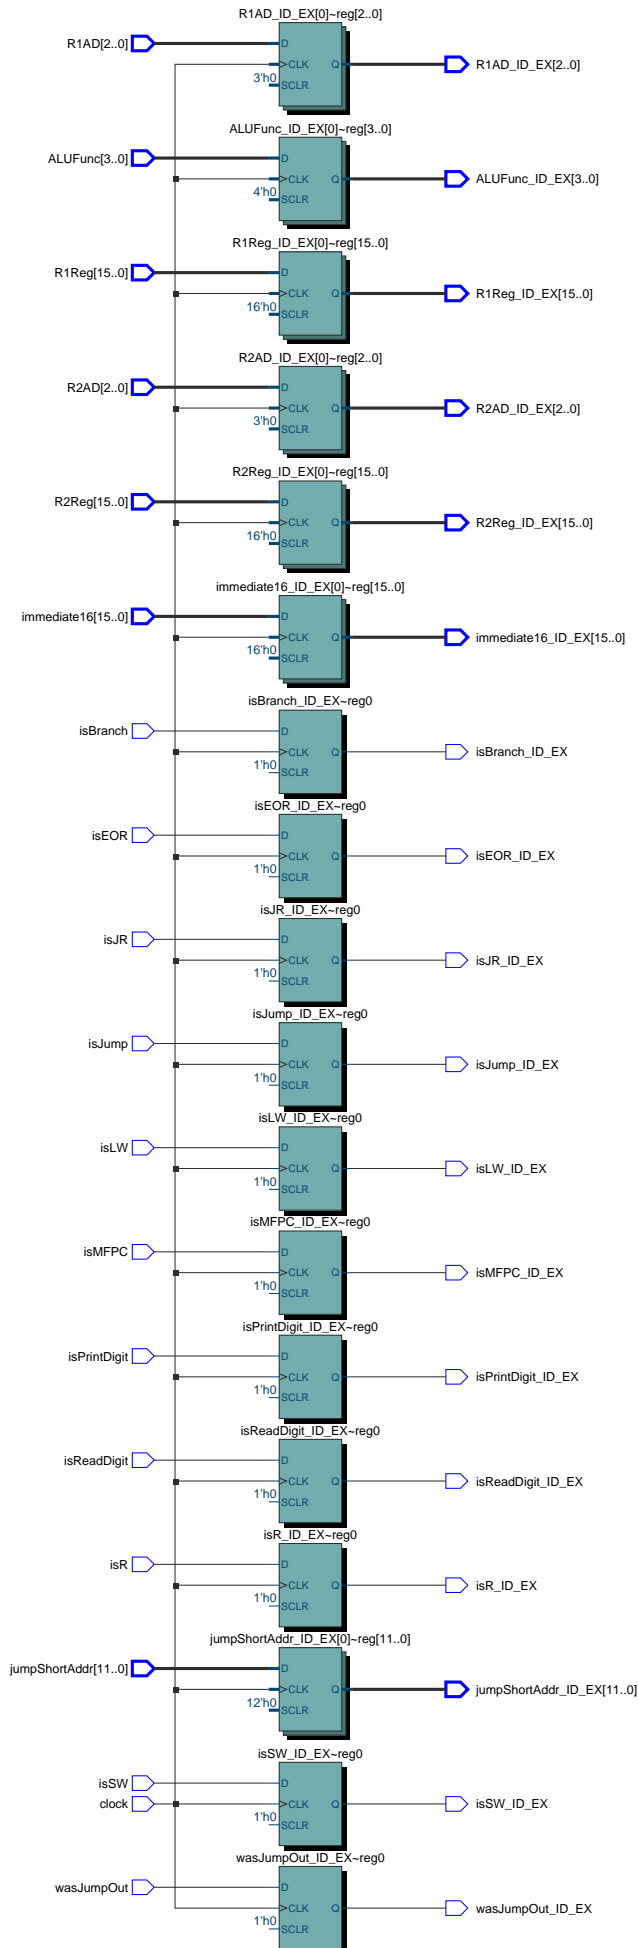 R1AD_ID_EX[0]~reg[2..0]
R1AD[2..0] D
CLK Q R1AD_ID_EX[2..0]
3'h0 SCLR
ALUFunc_ID_EX[0]~reg[3..0]
ALUFunc[3..0] D
CLK Q ALUFunc_ID_EX[3..0]
4'h0 SCLR
R1Reg_ID_EX[0]~reg[15..0]
R1Reg[15..0] D
CLK Q R1Reg_ID_EX[15..0]
16'h0 SCLR
R2AD_ID_EX[0]~reg[2..0]
R2AD[2..0] D
CLK Q R2AD_ID_EX[2..0]
3'h0 SCLR
R2Reg_ID_EX[0]~reg[15..0]
R2Reg[15..0] D
CLK Q R2Reg_ID_EX[15..0]
16'h0 SCLR
immediate16_ID_EX[0]~reg[15..0]
immediate16[15..0] D
CLK Q immediate16_ID_EX[15..0]
16'h0 SCLR
isBranch_ID_EX~reg0
isBranch D
CLK Q isBranch_ID_EX
1'h0 SCLR
isEOR_ID_EX~reg0
isEOR D
CLK Q isEOR_ID_EX
1'h0 SCLR
isJR_ID_EX~reg0
isJR D
CLK Q isJR_ID_EX
1'h0 SCLR
isJump_ID_EX~reg0
isJump D
CLK Q isJump_ID_EX
1'h0 SCLR
isLW_ID_EX~reg0
isLW D
CLK Q isLW_ID_EX
1'h0 SCLR
isMFPC_ID_EX~reg0
isMFPC D
CLK Q isMFPC_ID_EX
1'h0 SCLR
isPrintDigit_ID_EX~reg0
isPrintDigit D
CLK Q isPrintDigit_ID_EX
1'h0 SCLR
isReadDigit_ID_EX~reg0
isReadDigit D
CLK Q isReadDigit_ID_EX
1'h0 SCLR
isR_ID_EX~reg0
isR D
CLK Q isR_ID_EX
1'h0 SCLR
jumpShortAddr_ID_EX[0]~reg[11..0]
jumpShortAddr[11..0] D
CLK Q jumpShortAddr_ID_EX[11..0]
12'h0 SCLR
isSW_ID_EX~reg0
isSW D
clock CLK Q isSW_ID_EX
1'h0 SCLR
wasJumpOut_ID_EX~reg0
wasJumpOut D
CLK Q wasJumpOut_ID_EX
1'h0 SCLR